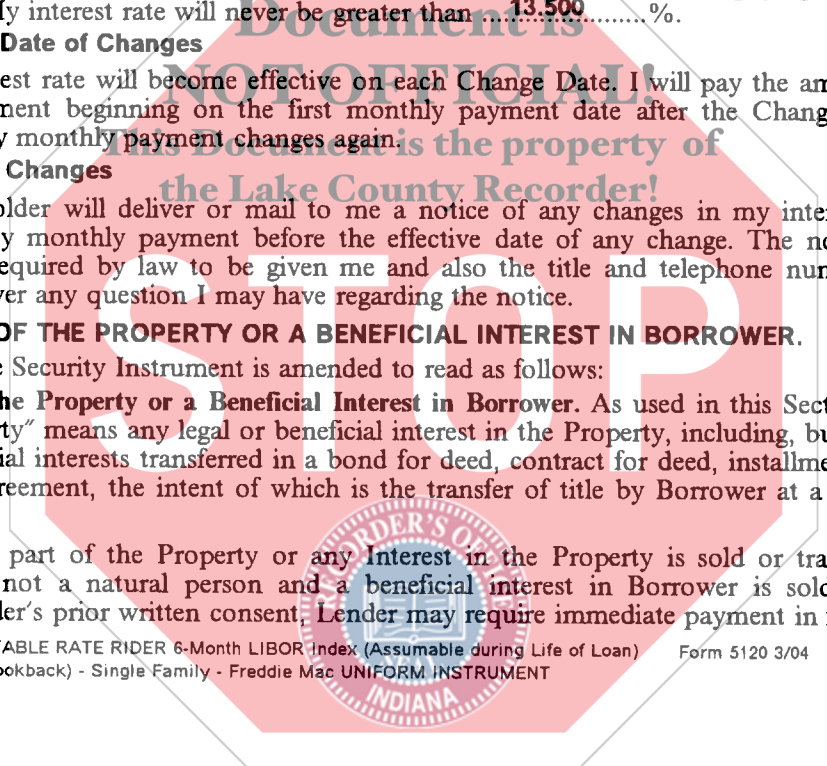 ly interest rate will never be greater than ....13.500.........%.
Document is
Date of Changes
est rate will become effective on each Change Date. I will pay the am
NOT OFFICIAL!
ment beginning on the first monthly payment date after the Chang
y monthly payment changes again.
This Document is the property of
Changes
the Lake County Recorder!
older will deliver or mail to me a notice of any changes in my inte
y monthly payment before the effective date of any change. The no
equired by law to be given me and also the title and telephone num
er any question I may have regarding the notice.
STOP
OF THE PROPERTY OR A BENEFICIAL INTEREST IN BORROWER.
e Security Instrument is amended to read as follows:
he Property or a Beneficial Interest in Borrower. As used in this Sect
ty" means any legal or beneficial interest in the Property, including, bu
ial interests transferred in a bond for deed, contract for deed, installme
reement, the intent of which is the transfer of title by Borrower at a
part of the Property or any Interest in the Property is sold or tra
not a natural person and a beneficial interest in Borrower is sold
der's prior written consent, Lender may require immediate payment in
RECORDER'S OFFICE
ABLE RATE RIDER 6-Month LIBOR Index (Assumable during Life of Loan) Form 5120 3/04
okback) - Single Family - Freddie Mac UNIFORM INSTRUMENT
INDIANA